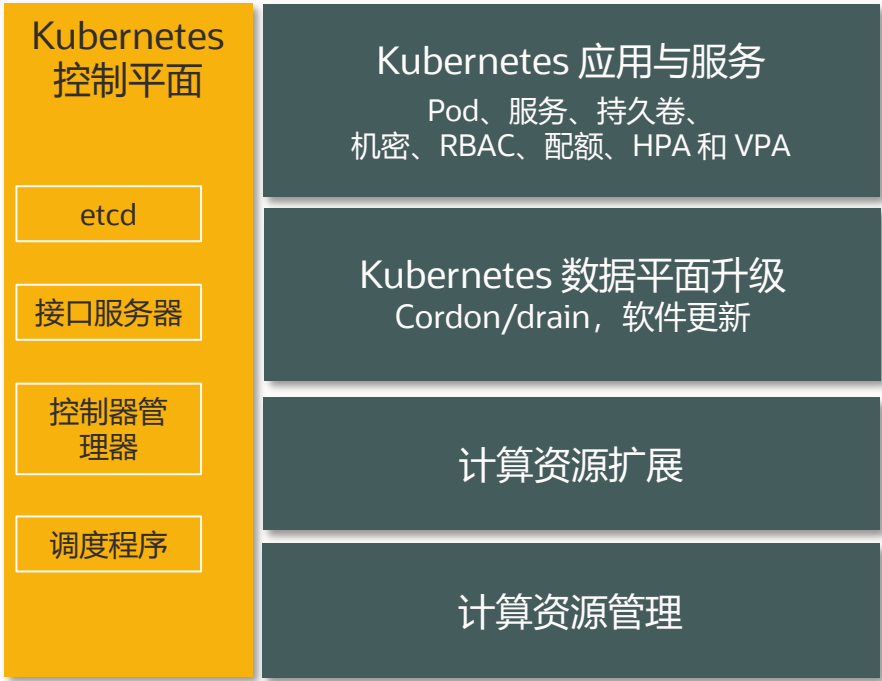 Kubernetes
控制平面
etcd
接口服务器
控制器管
理器
调度程序
Kubernetes 应用与服务
Pod、服务、持久卷、
机密、RBAC、配额、HPA 和 VPA
Kubernetes 数据平面升级
Cordon/drain，软件更新
计算资源扩展
计算资源管理